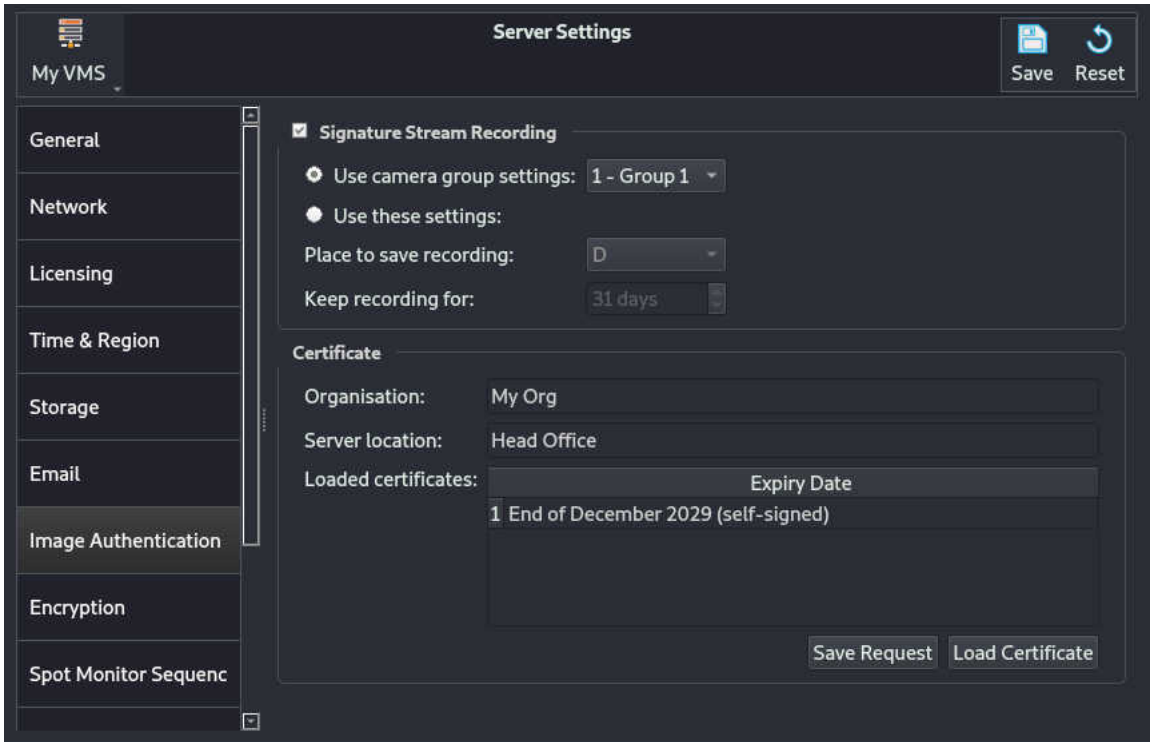 Server Settings
My VMS
Save
Reset
General
Network
Licensing
Time & Region
Storage
Email
Image Authentication
Encryption
Spot Monitor Sequenc
Signature Stream Recording
Use camera group settings: 1 - Group 1
Use these settings:
Place to save recording: D
Keep recording for: 31 days
Certificate
Organisation: My Org
Server location: Head Office
Loaded certificates: Expiry Date
1 End of December 2029 (self-signed)
Save Request Load Certificate